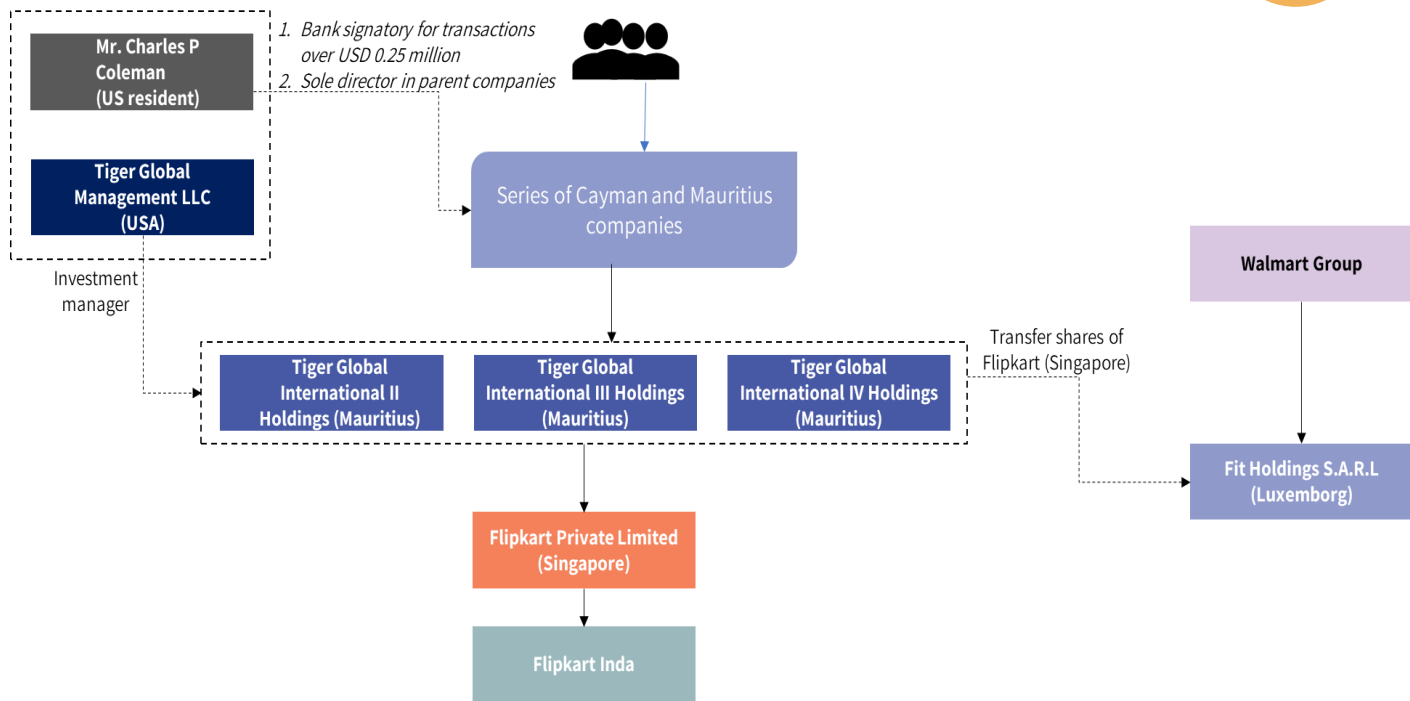 Mr. Charles P
Coleman
(US resident)
1. Bank signatory for transactions
over USD 0.25 million
2. Sole director in parent companies
Tiger Global
Management LLC
(USA)
Series of Cayman and Mauritius
companies
Walmart Group
Investment
manager
Transfer shares of
Flipkart (Singapore)
Tiger Global
International II
Holdings (Mauritius)
Tiger Global
International III Holdings
(Mauritius)
Tiger Global
International IV Holdings
(Mauritius)
Fit Holdings S.A.R.L
(Luxemborg)
Flipkart Private Limited
(Singapore)
Flipkart Inda